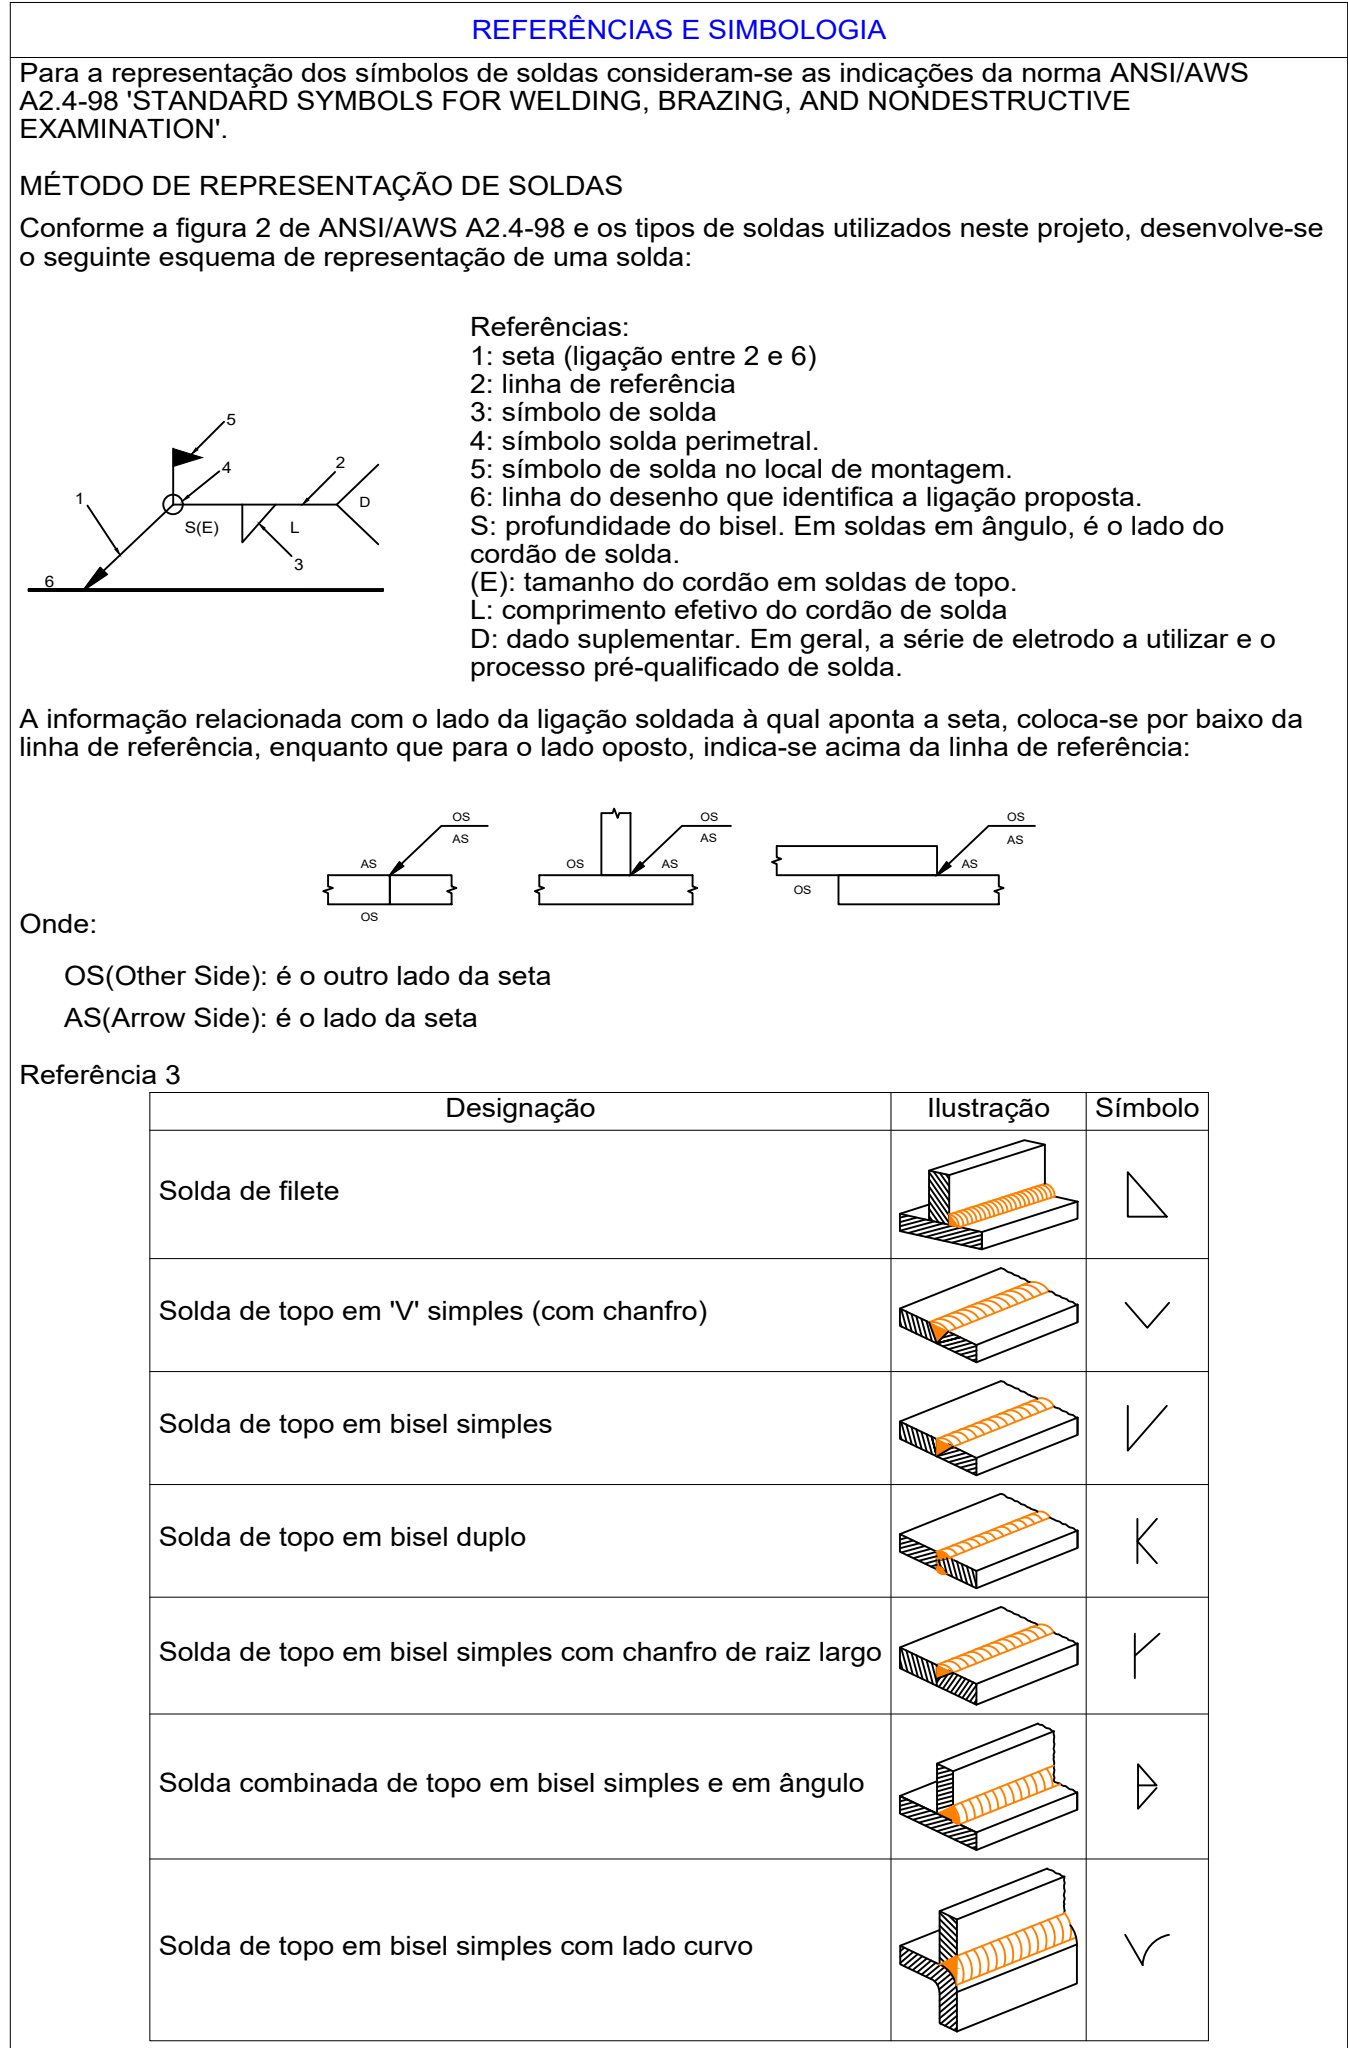 REFERÊNCIAS E SIMBOLOGIA
Para a representação dos símbolos de soldas consideram-se as indicações da norma ANSI/AWS
A2.4-98 'STANDARD SYMBOLS FOR WELDING, BRAZING, AND NONDESTRUCTIVE
EXAMINATION'.
MÉTODO DE REPRESENTAÇÃO DE SOLDAS
Conforme a figura 2 de ANSI/AWS A2.4-98 e os tipos de soldas utilizados neste projeto, desenvolve-se
o seguinte esquema de representação de uma solda:
5
4
2
1
D
S(E)
L
3
6
Referências:
1: seta (ligação entre 2 e 6)
2: linha de referência
3: símbolo de solda
4: símbolo solda perimetral.
5: símbolo de solda no local de montagem.
6: linha do desenho que identifica a ligação proposta.
S: profundidade do bisel. Em soldas em ângulo, é o lado do
cordão de solda.
(E): tamanho do cordão em soldas de topo.
L: comprimento efetivo do cordão de solda
D: dado suplementar. Em geral, a série de eletrodo a utilizar e o
processo pré-qualificado de solda.
A informação relacionada com o lado da ligação soldada à qual aponta a seta, coloca-se por baixo da
linha de referência, enquanto que para o lado oposto, indica-se acima da linha de referência:
OS
AS
AS
OS
OS
AS
OS
AS
OS
AS
AS
OS
Onde:
OS(Other Side): é o outro lado da seta
AS(Arrow Side): é o lado da seta
Referência 3
Designação Ilustração Símbolo
Solda de filete
Solda de topo em 'V' simples (com chanfro)
Solda de topo em bisel simples
Solda de topo em bisel duplo
Solda de topo em bisel simples com chanfro de raiz largo
Solda combinada de topo em bisel simples e em ângulo
Solda de topo em bisel simples com lado curvo